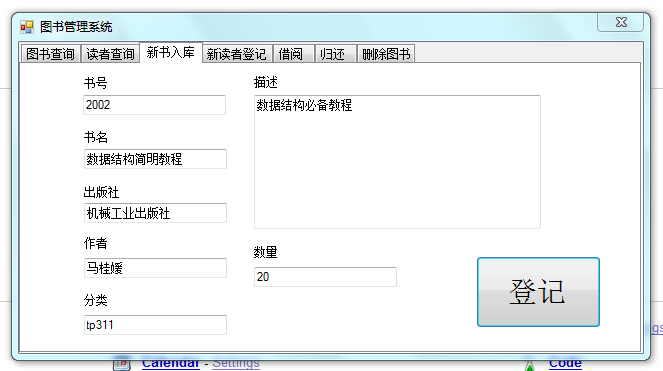 图书管理系统
图书查询 读者查询 新书入库 新读者登记 借阅 归还 删除图书
书号
2002
书名
数据结构简明教程
出版社
机械工业出版社
作者
马桂媛
分类
tp311
描述
数据结构必备教程
数量
20
登记
Calendar - Settings
Code